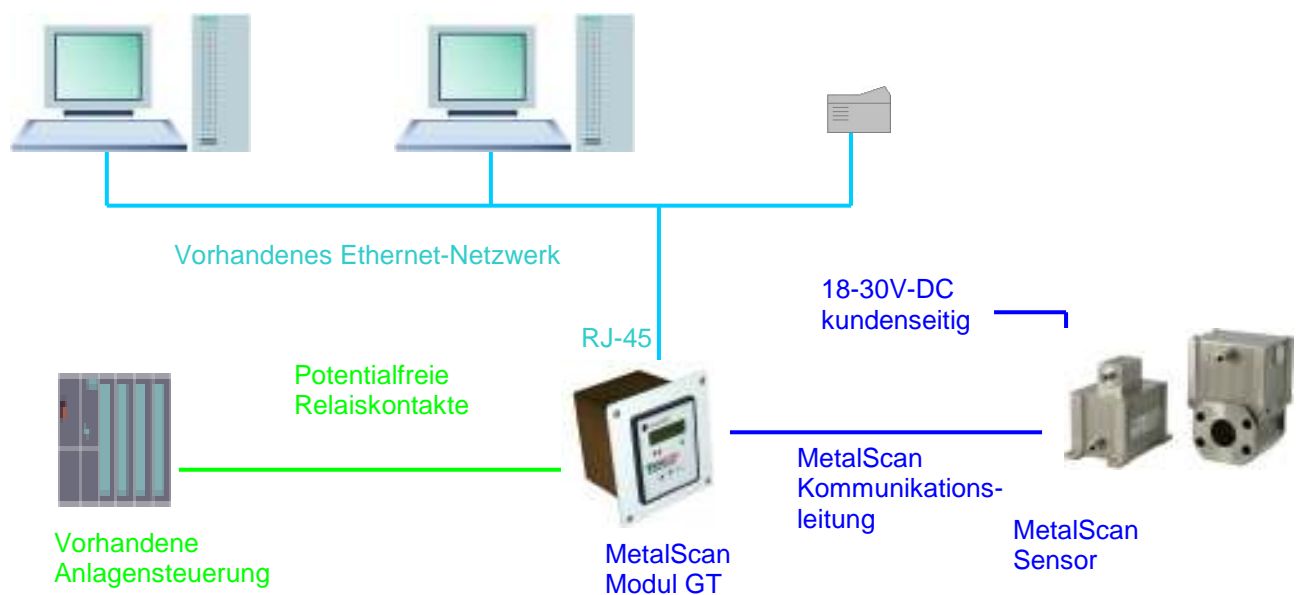 Vorhandenes Ethernet-Netzwerk
18-30V-DC
kundenseitig
RJ-45
Potentialfreie
Relaiskontakte
MetalScan
Kommunikations-
leitung
MetalScan
Sensor
Vorhandene
Anlagensteuerung
MetalScan
Modul GT